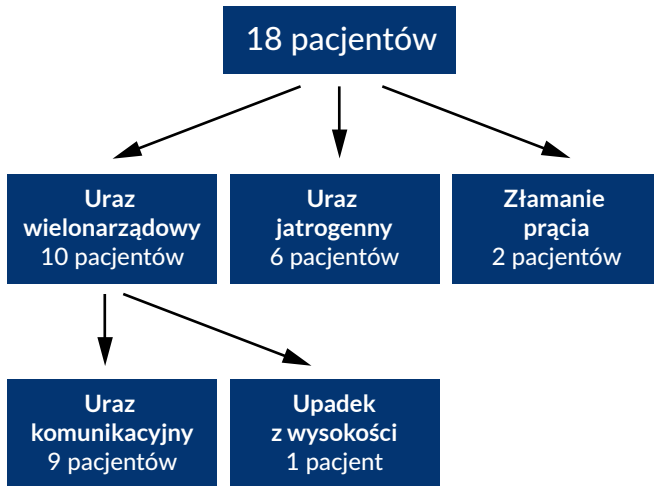 18 pacjentów
Uraz
wielonarządowy
10 pacjentów
Uraz
jatrogenny
6 pacjentów
Złamanie
prącia
2 pacjentów
Uraz
komunikacyjny
9 pacjentów
Upadek
z wysokości
1 pacjent